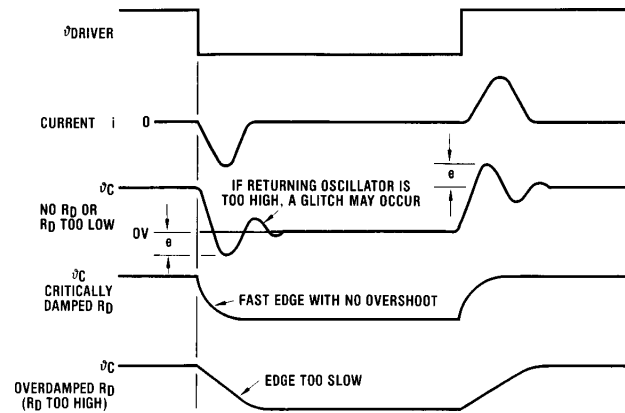 ϑDRIVER
CURRENT i 0
e
ϑC
NO RD OR
RD TOO LOW
IF RETURNING OSCILLATOR IS
TOO HIGH, A GLITCH MAY OCCUR
0V
e
ϑC
CRITICALLY
DAMPED RD
FAST EDGE WITH NO OVERSHOOT
ϑC
OVERDAMPED RD
(RD TOO HIGH)
EDGE TOO SLOW